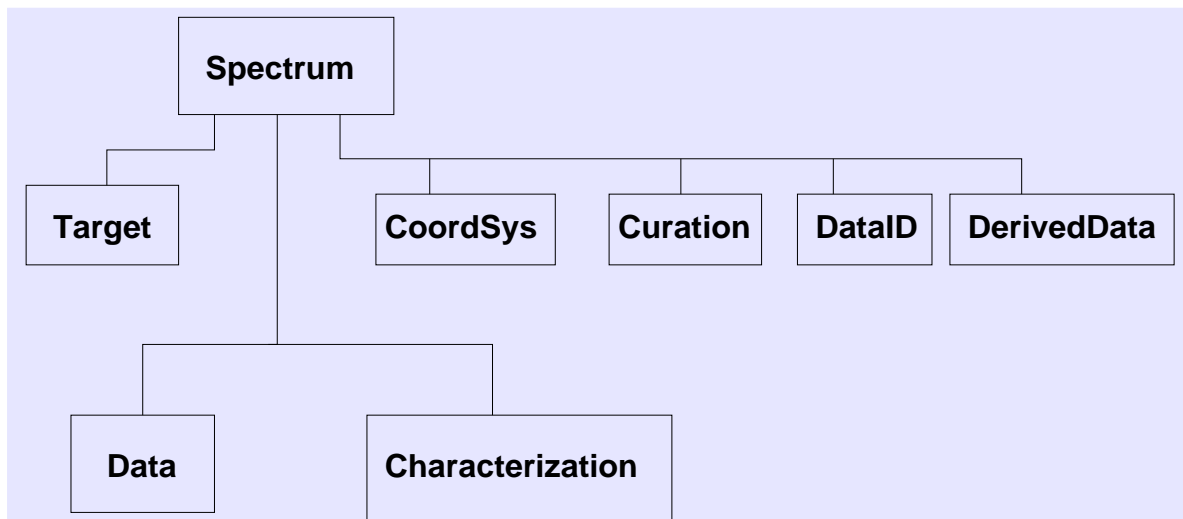 Spectrum
Target
CoordSys
Curation
DataID
DerivedData
Data
Characterization